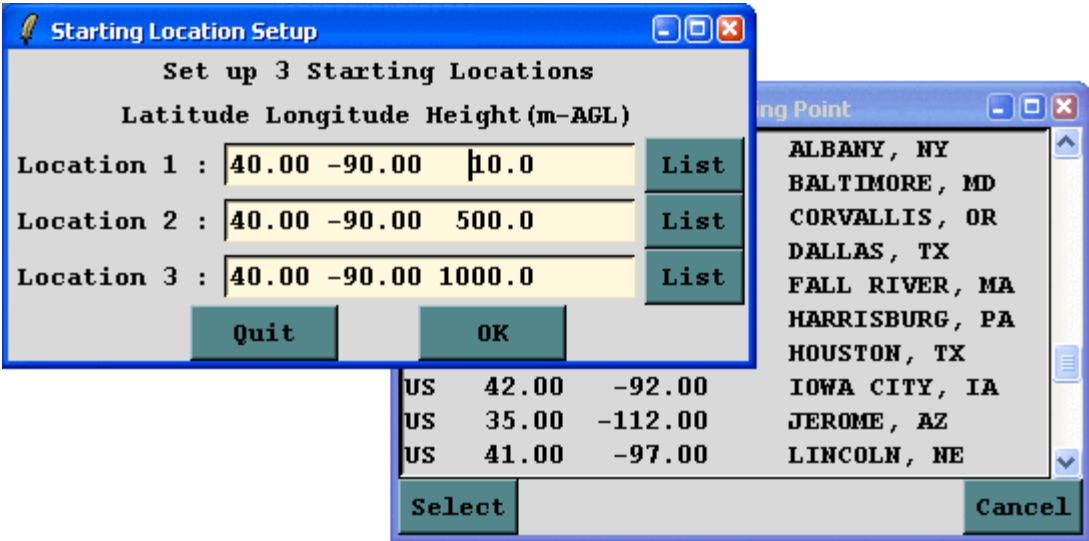 Starting Location Setup
Set up 3 Starting Locations
Latitude Longitude Height(m-AGL)
Location 1 : 40.00 -90.00 10.0 List
Location 2 : 40.00 -90.00 500.0 List
Location 3 : 40.00 -90.00 1000.0 List
Quit OK
Point
ALBANY, NY
BALTIMORE, MD
CORVALLIS, OR
DALLAS, TX
FALL RIVER, MA
HARRISBURG, PA
HOUSTON, TX
US 42.00 -92.00 IOWA CITY, IA
US 35.00 -112.00 JEROME, AZ
US 41.00 -97.00 LINCOLN, NE
Select Cancel